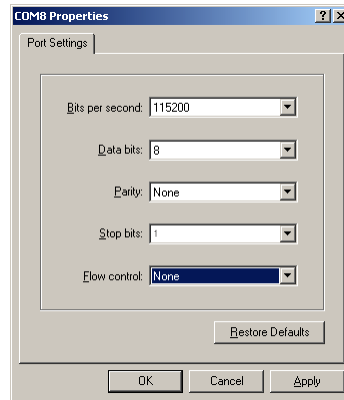 COM8 Properties
Port Settings
Bits per second: 115200
Data bits: 8
Parity: None
Stop bits: 1
Flow control: None
Restore Defaults
OK Cancel Apply